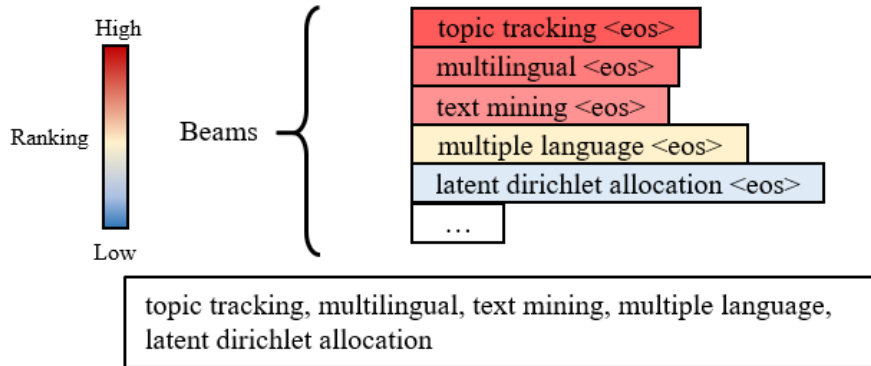 High
Ranking
Low
Beams
topic tracking <eos>
multilingual <eos>
text mining <eos>
multiple language <eos>
latent dirichlet allocation <eos>
…
topic tracking, multilingual, text mining, multiple language,
latent dirichlet allocation